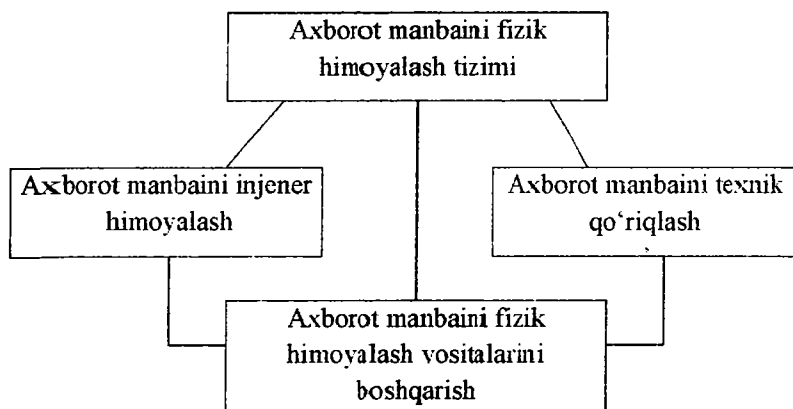 Axborot manbaini fizik
himoyalash tizimi
Axborot manbaini injener
himoyalash
Axborot manbaini texnik
qo‘riqlash
Axborot manbaini fizik
himoyalash vositalarini
boshqarish